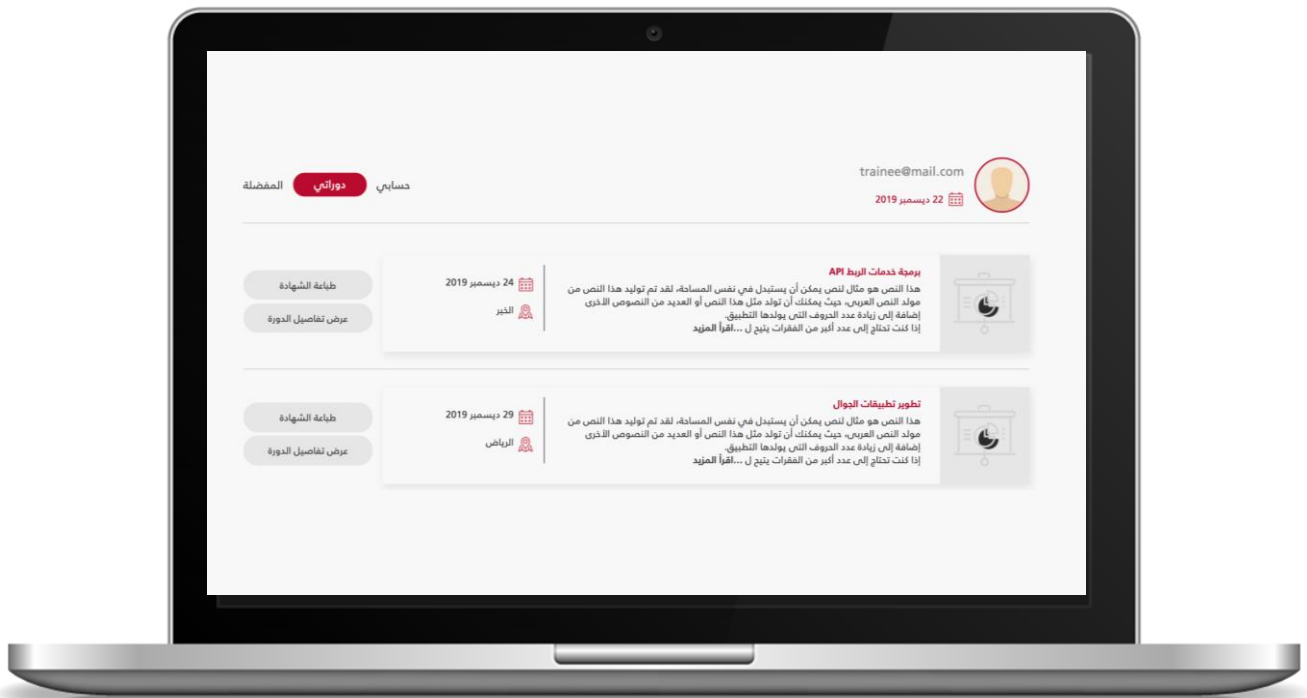 trainee@mail.com
22 ديسمبر 2019
حسابي
دوراتي
المفضلة
برمجة خدمات الربط API
هذا النص هو مثال لنص يمكن أن يستبدل في نفس المساحة، لقد تم توليد هذا النص من
مولد النص العربى، حيث يمكنك أن تولد مثل هذا النص أو العديد من النصوص الأخرى
إضافة إلى زيادة عدد الحروف التى يولدها التطبيق.
إذا كنت تحتاج إلى عدد أكبر من الفقرات يتيح ل ...اقرأ المزيد
24 ديسمبر 2019
الخبر
طباعة الشهادة
عرض تفاصيل الدورة
تطوير تطبيقات الجوال
هذا النص هو مثال لنص يمكن أن يستبدل في نفس المساحة، لقد تم توليد هذا النص من
مولد النص العربى، حيث يمكنك أن تولد مثل هذا النص أو العديد من النصوص الأخرى
إضافة إلى زيادة عدد الحروف التى يولدها التطبيق.
إذا كنت تحتاج إلى عدد أكبر من الفقرات يتيح ل ...اقرأ المزيد
29 ديسمبر 2019
الرياض
طباعة الشهادة
عرض تفاصيل الدورة